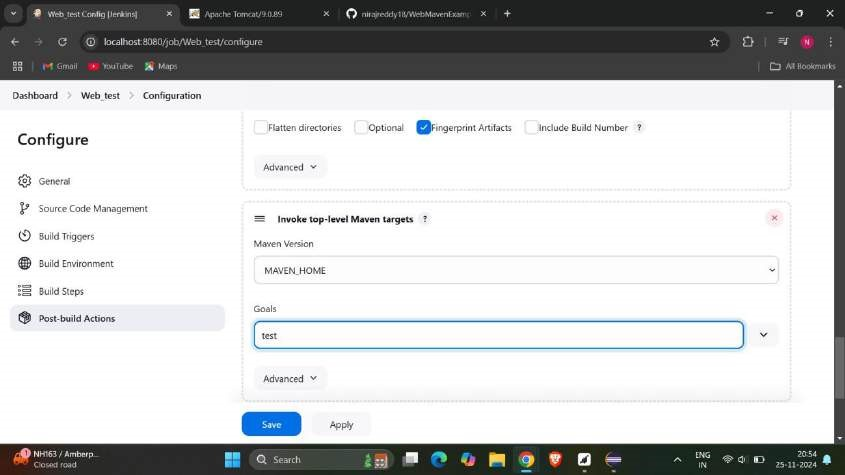 Web_test Config [Jenkins]
Apache Tomcat/9.0.89
nirajreddy18/WebMavenExamp
localhost:8080/job/Web_test/configure
N
Gmail
YouTube
Maps
All Bookmarks
Dashboard > Web_test > Configuration
Configure
General
Source Code Management
Build Triggers
Build Environment
Build Steps
Post-build Actions
Flatten directories
Optional
Fingerprint Artifacts
Include Build Number ?
Advanced
Invoke top-level Maven targets ?
Maven Version
MAVEN_HOME
Goals
test
Advanced
Save
Apply
1
NH163 / Amberp...
Closed road
Search
ENG
IN
20:54
25-11-2024